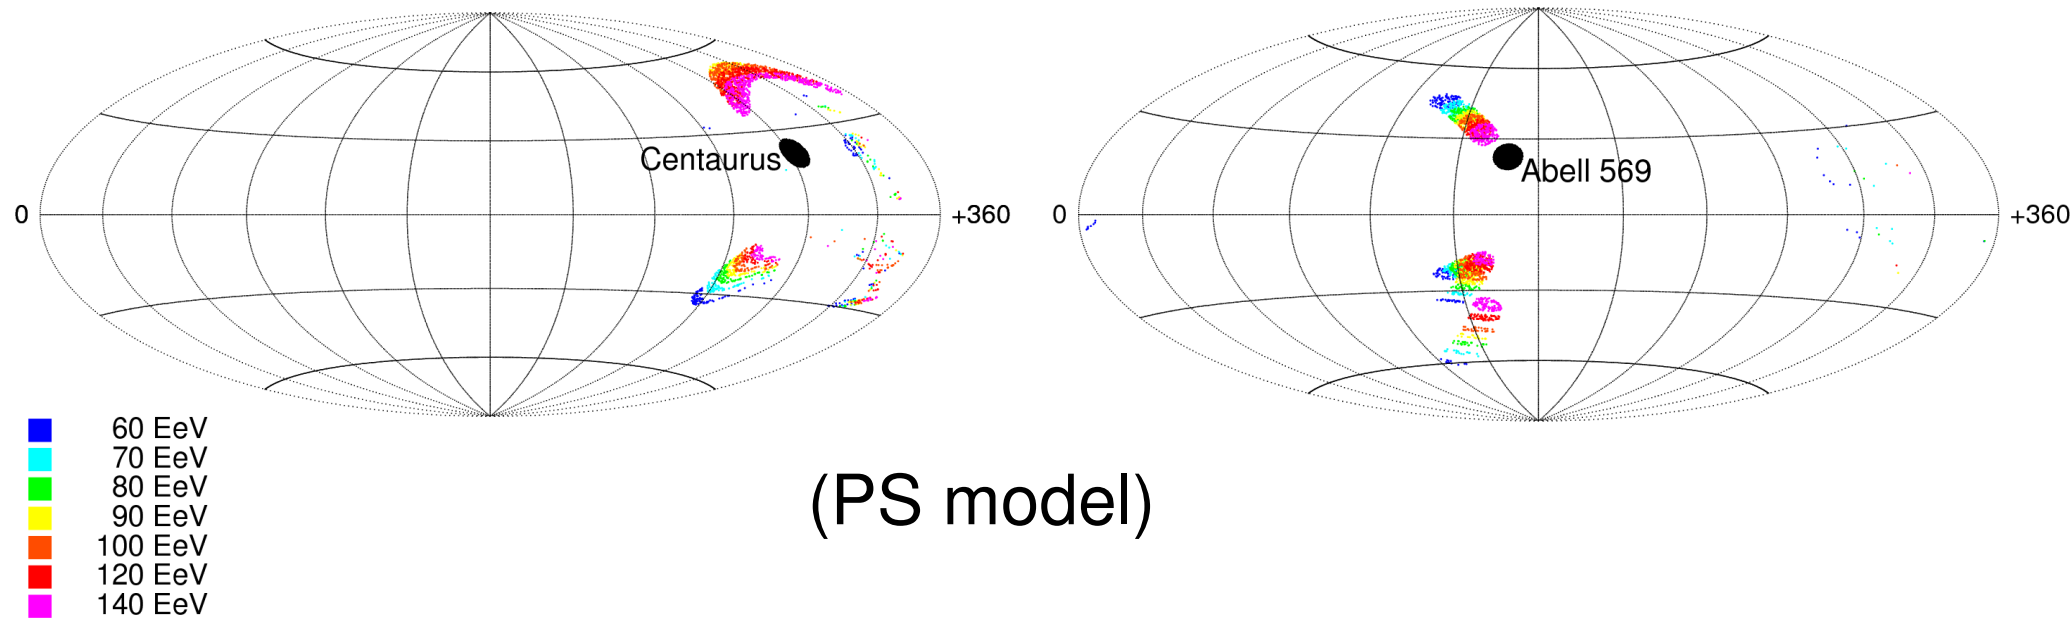 Centaurus
0
+360
Abell 569
0
+360
60 EeV
70 EeV
80 EeV
90 EeV
100 EeV
120 EeV
140 EeV
(PS model)